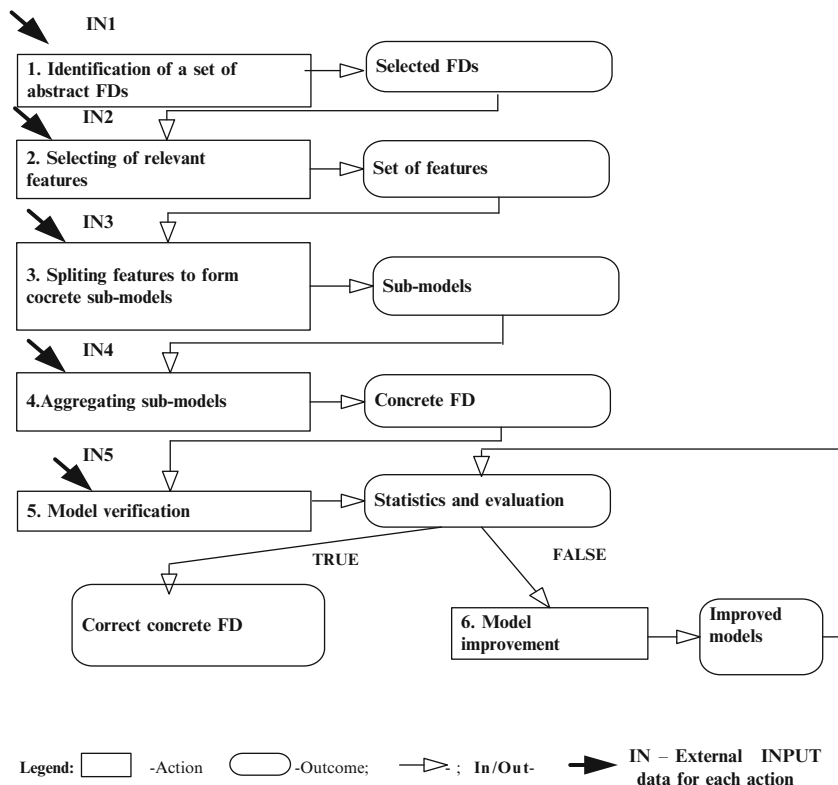 IN1
1. Identification of a set of
abstract FDs
Selected FDs
IN2
2. Selecting of relevant
features
Set of features
IN3
3. Spliting features to form
cocrete sub-models
Sub-models
IN4
4.Aggregating sub-models
Concrete FD
IN5
5. Model verification
Statistics and evaluation
TRUE
FALSE
Correct concrete FD
6. Model
improvement
Improved
models
Legend: -Action -Outcome; - ; In/Out- IN – External INPUT
data for each action